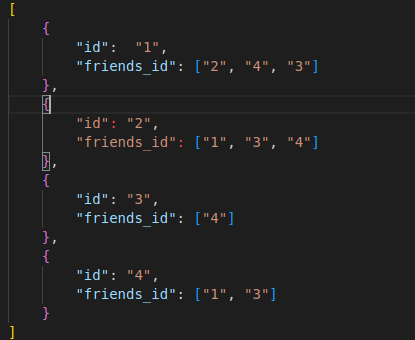 [
    {
        "id":  "1",
        "friends_id": ["2", "4", "3"]
    },
    {
        "id": "2",
        "friends_id": ["1", "3", "4"]
    },
    {
        "id": "3",
        "friends_id": ["4"]
    },
    {
        "id": "4",
        "friends_id": ["1", "3"]
    }
]